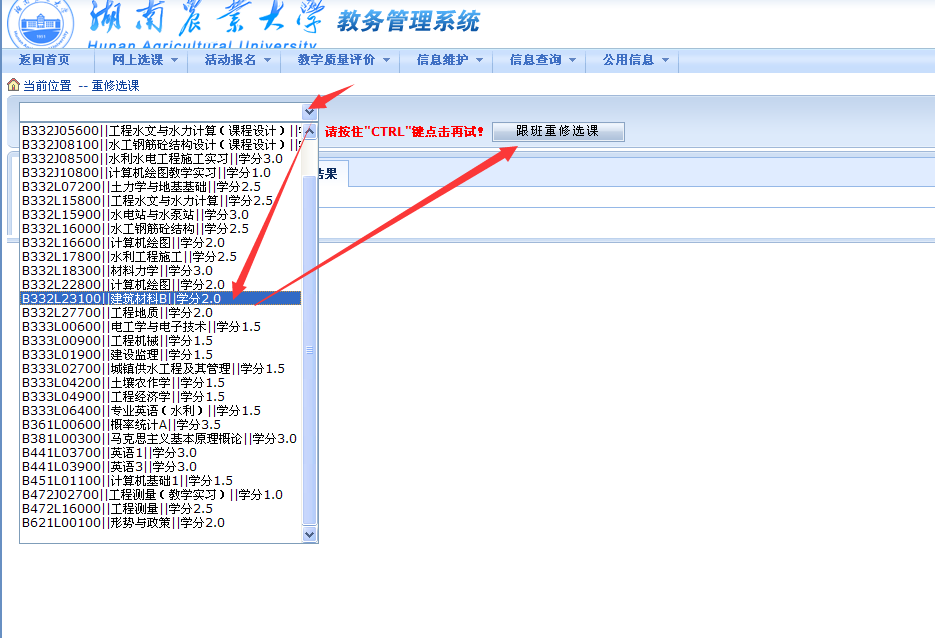 湖南農業大學 教务管理系统
Hunan Agricultural University
返回首页 网上选课 活动报名 教学质量评价 信息维护 信息查询 公用信息
当前位置 -- 重修选课
请按住"CTRL"键点击再试! 跟班重修选课
结果
B332J05600||工程水文与水力计算(课程设计)||
B332J08100||水工钢筋砼结构设计(课程设计)||
B332J08500||水利水电工程施工实习||学分3.0
B332J10800||计算机绘图教学实习||学分1.0
B332L07200||土力学与地基基础||学分2.5
B332L15800||工程水文与水力计算||学分2.5
B332L15900||水电站与水泵站||学分3.0
B332L16000||水工钢筋砼结构||学分2.5
B332L16600||计算机绘图||学分2.0
B332L17800||水利工程施工||学分2.5
B332L18300||材料力学||学分3.0
B332L22800||计算机绘图||学分2.0
B332L23100||建筑材料B||学分2.0
B332L27700||工程地质||学分2.0
B333L00600||电工学与电子技术||学分1.5
B333L00900||工程机械||学分1.5
B333L01900||建设监理||学分1.5
B333L02700||城镇供水工程及其管理||学分1.5
B333L04200||土壤农作学||学分1.5
B333L04900||工程经济学||学分1.5
B333L06400||专业英语(水利)||学分1.5
B361L00600||概率统计A||学分3.5
B381L00300||马克思主义基本原理概论||学分3.0
B441L03700||英语1||学分3.0
B441L03900||英语3||学分3.0
B451L01100||计算机基础1||学分1.5
B472J02700||工程测量(教学实习)||学分1.0
B472L16000||工程测量||学分2.5
B621L00100||形势与政策||学分2.0